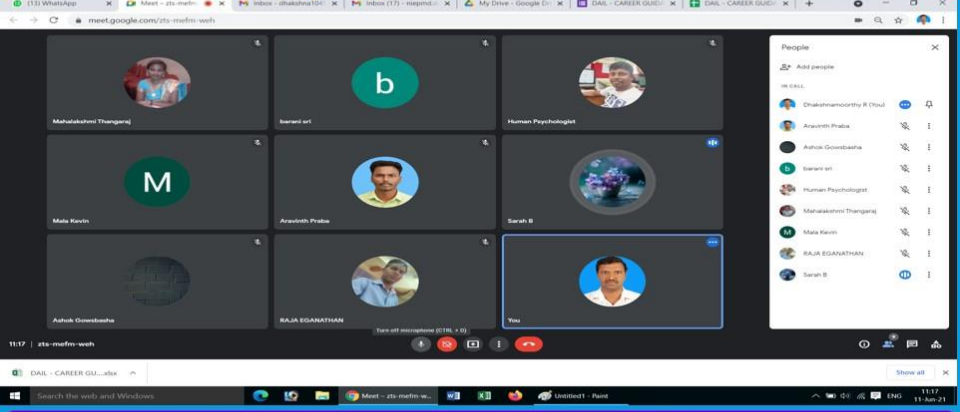 (13) WhatsApp
Meet – zts-mefm-
Inbox - dhakshna10
Inbox (17) - niepmd.
My Drive - Google Dr
DAIL - CAREER GUID
DAIL - CAREER GUID
meet.google.com/zts-mefm-weh
Mahalakshmi Thangaraj
b
barani sri
Human Psychologist
M
Mala Kevin
Aravinth Praba
Sarah B
Ashok Gowsbasha
RAJA EGANATHAN
You
People
Add people
IN CALL
Dhakshnamoorthy R (You)
Aravinth Praba
Ashok Gowsbasha
b barani sri
Human Psychologist
Mahalakshmi Thangaraj
M Mala Kevin
RAJA EGANATHAN
Sarah B
Turn off microphone (CTRL + D)
11:17 | zts-mefm-weh
DAIL - CAREER GU....xlsx
Show all
Search the web and Windows
Meet – zts-mefm-w...
Untitled1 - Paint
ENG
11:17
11-Jun-21